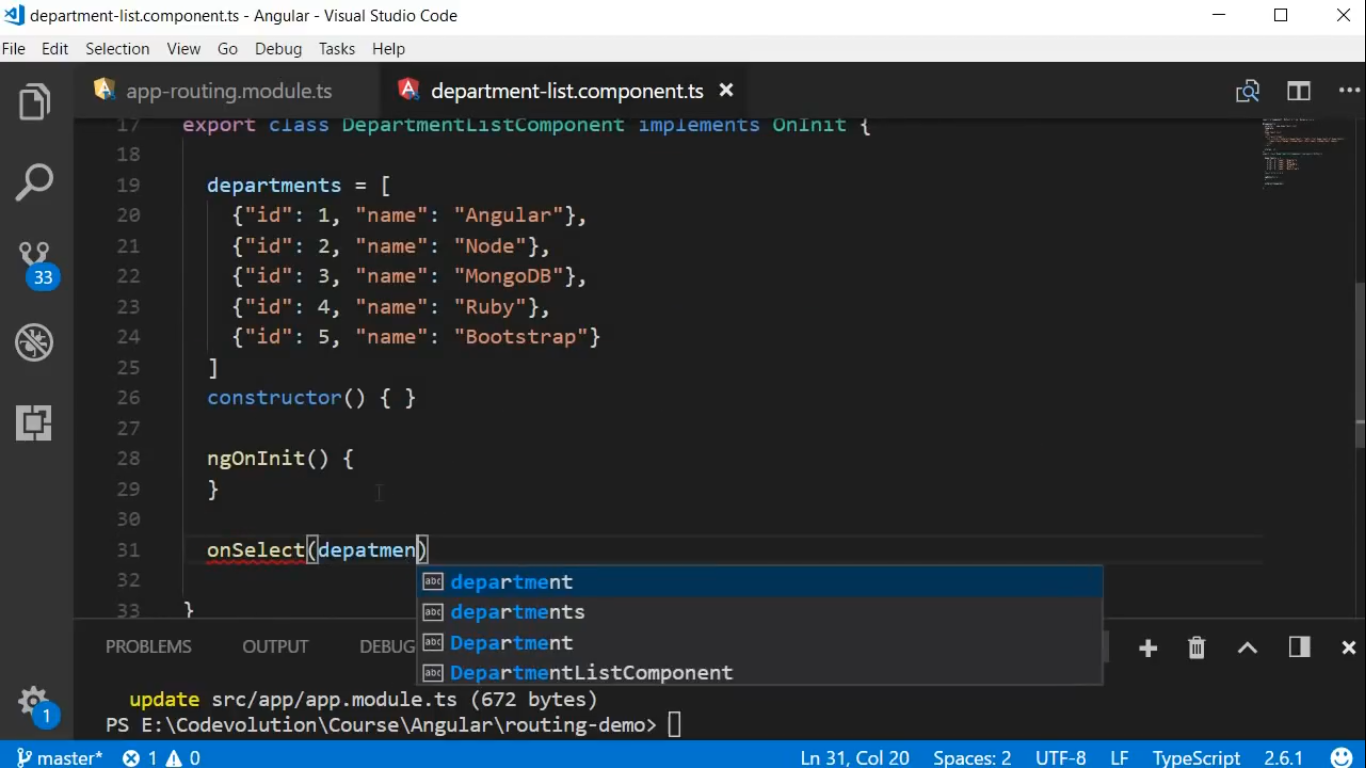 department-list.component.ts - Angular - Visual Studio Code
File Edit Selection View Go Debug Tasks Help
app-routing.module.ts department-list.component.ts
17 export class DepartmentListComponent implements OnInit {
18
19 departments = [
20 {"id": 1, "name": "Angular"},
21 {"id": 2, "name": "Node"},
22 {"id": 3, "name": "MongoDB"},
23 {"id": 4, "name": "Ruby"},
24 {"id": 5, "name": "Bootstrap"}
25 ]
26 constructor() { }
27
28 ngOnInit() {
29 }
30
31 onSelect(depatmen)
abc department
32
abc departments
33 }
abc Department
abc DepartmentListComponent
33
PROBLEMS OUTPUT DEBUG
update src/app/app.module.ts (672 bytes)
PS E:\Codevolution\Course\Angular\routing-demo>
1
master* 1 0 Ln 31, Col 20 Spaces: 2 UTF-8 LF TypeScript 2.6.1